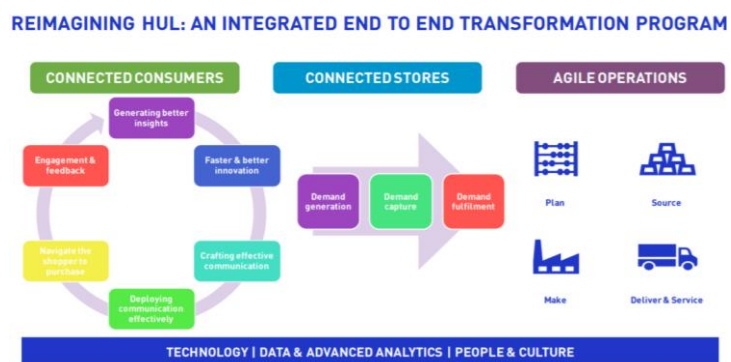 REIMAGINING HUL: AN INTEGRATED END TO END TRANSFORMATION PROGRAM
CONNECTED CONSUMERS
CONNECTED STORES
AGILE OPERATIONS
Generating better
insights
Faster & better
innovation
Crafting effective
communication
Deploying
communication
effectively
Navigate the
shopper to
purchase
Engagement &
feedback
Demand
generation
Demand
capture
Demand
fulfilment
Plan
Source
Make
Deliver & Service
TECHNOLOGY | DATA & ADVANCED ANALYTICS | PEOPLE & CULTURE